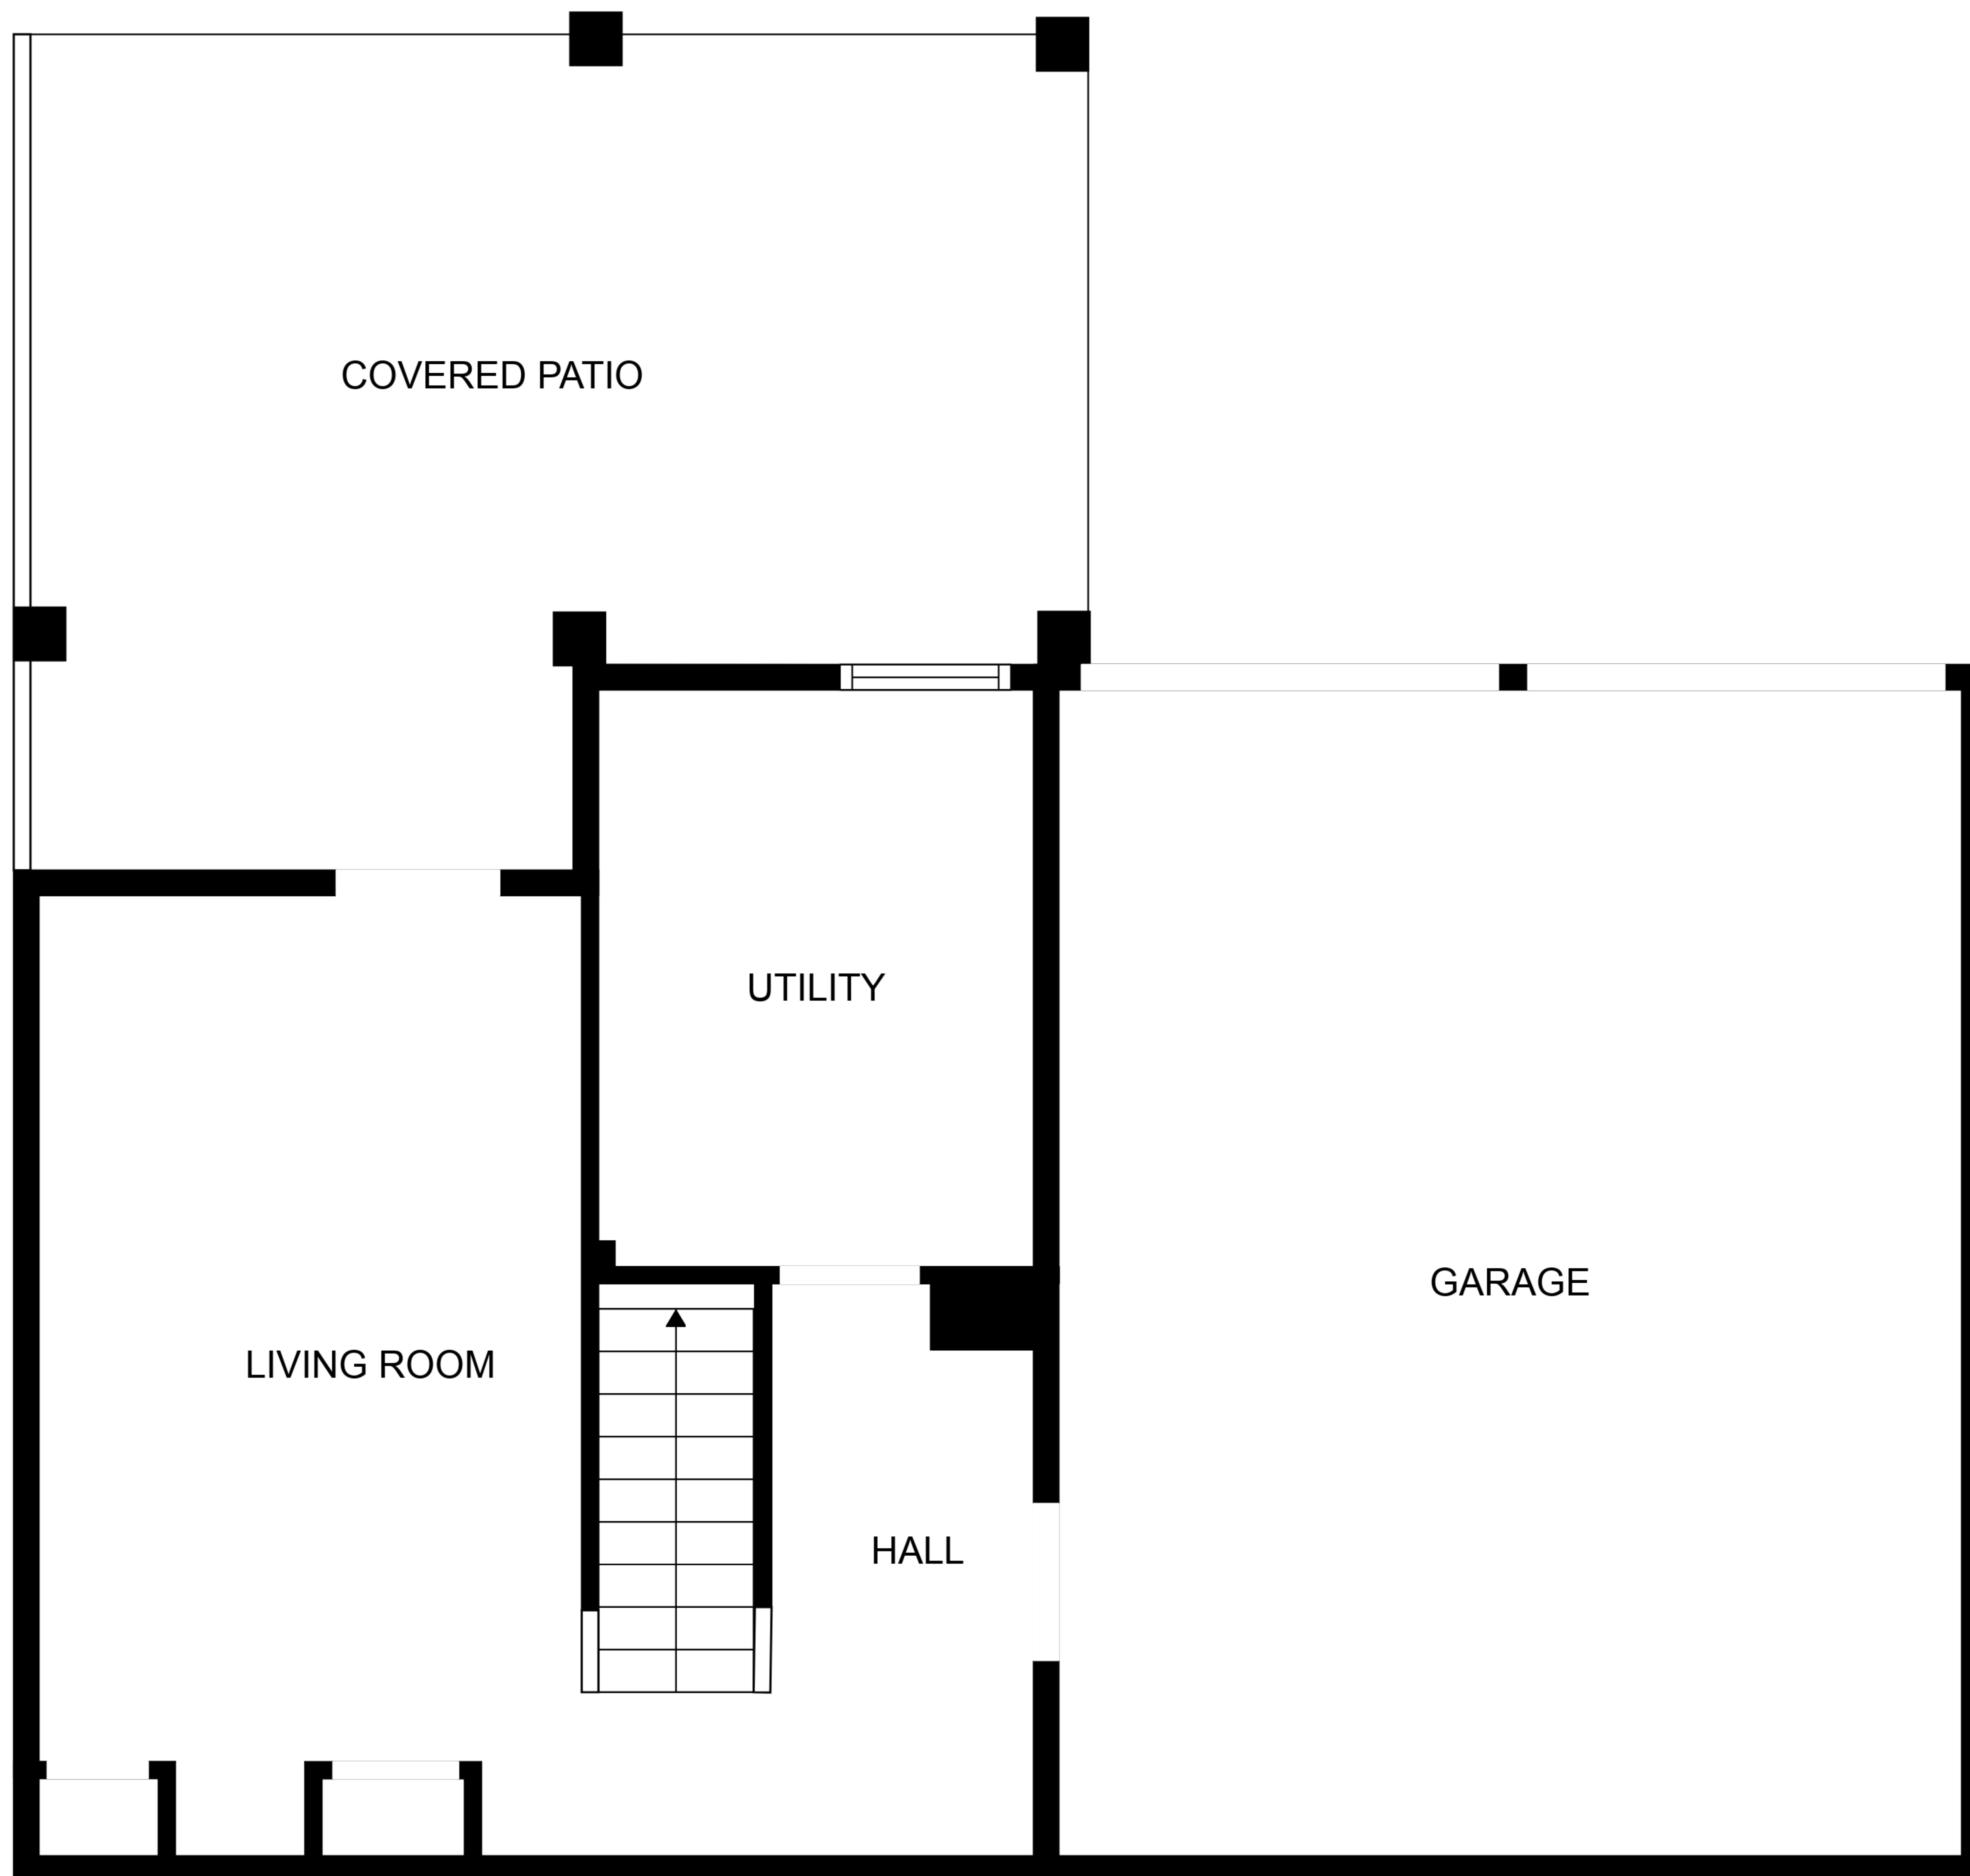 COVERED PATIO
UTILITY
GARAGE
LIVING ROOM
HALL